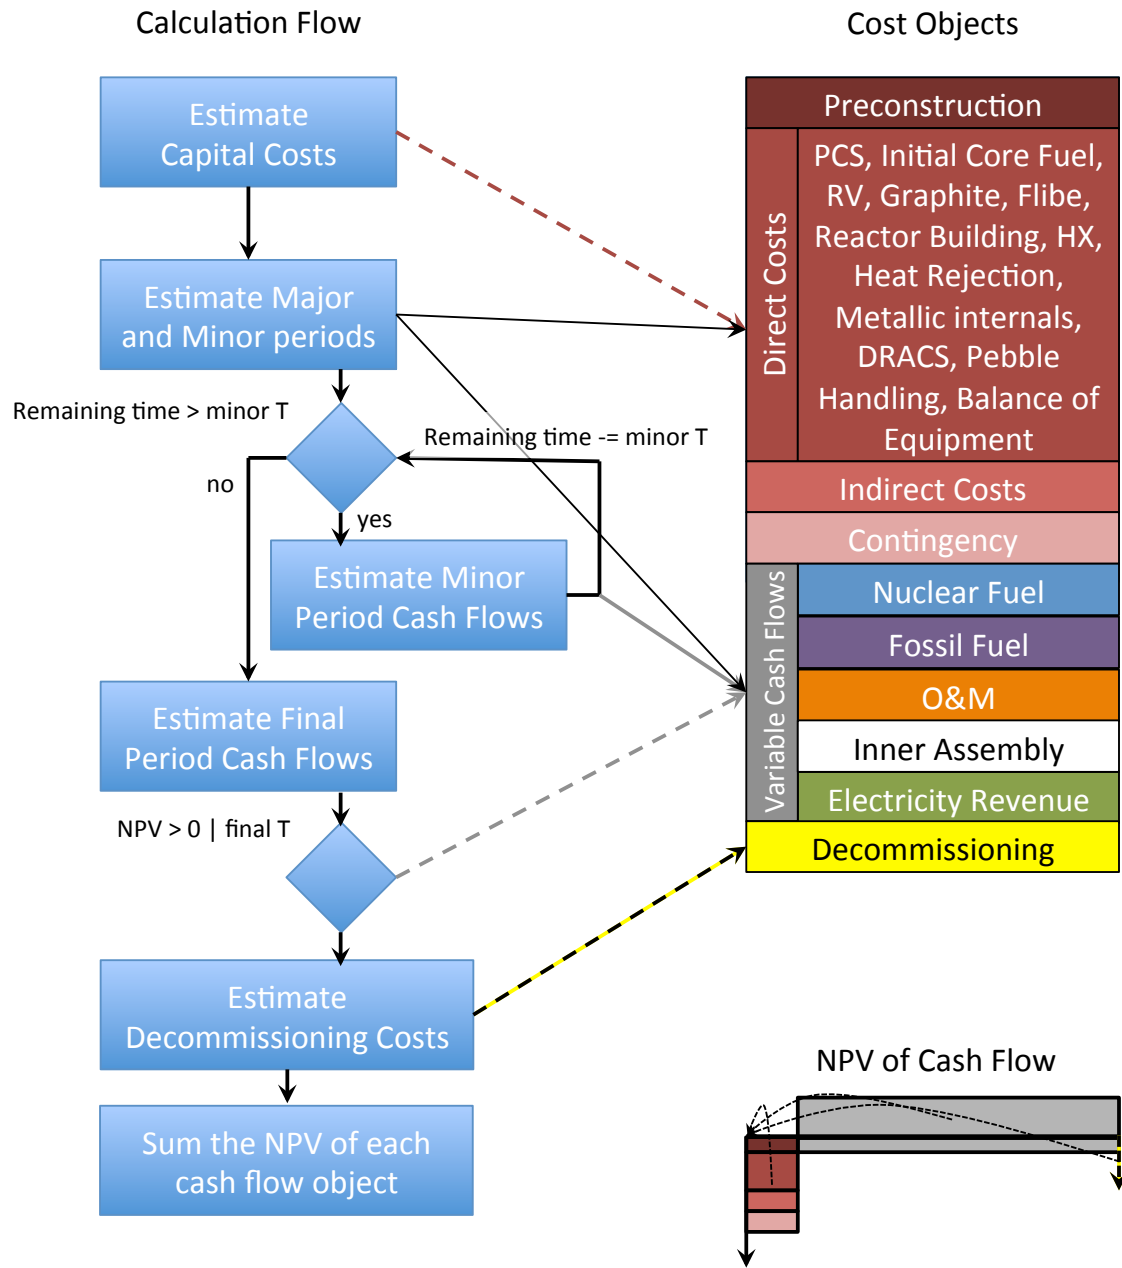 Calculation Flow
Estimate
Capital Costs
Estimate Major
and Minor periods
Remaining time > minor T
Remaining time -= minor T
no
yes
Estimate Minor
Period Cash Flows
Estimate Final
Period Cash Flows
NPV > 0 | final T
Estimate
Decommissioning Costs
Sum the NPV of each
cash flow object
Cost Objects
Preconstruction
Direct Costs
PCS, Initial Core Fuel,
RV, Graphite, Flibe,
Reactor Building, HX,
Heat Rejection,
Metallic internals,
DRACS, Pebble
Handling, Balance of
Equipment
Indirect Costs
Contingency
Variable Cash Flows
Nuclear Fuel
Fossil Fuel
O&M
Inner Assembly
Electricity Revenue
Decommissioning
NPV of Cash Flow